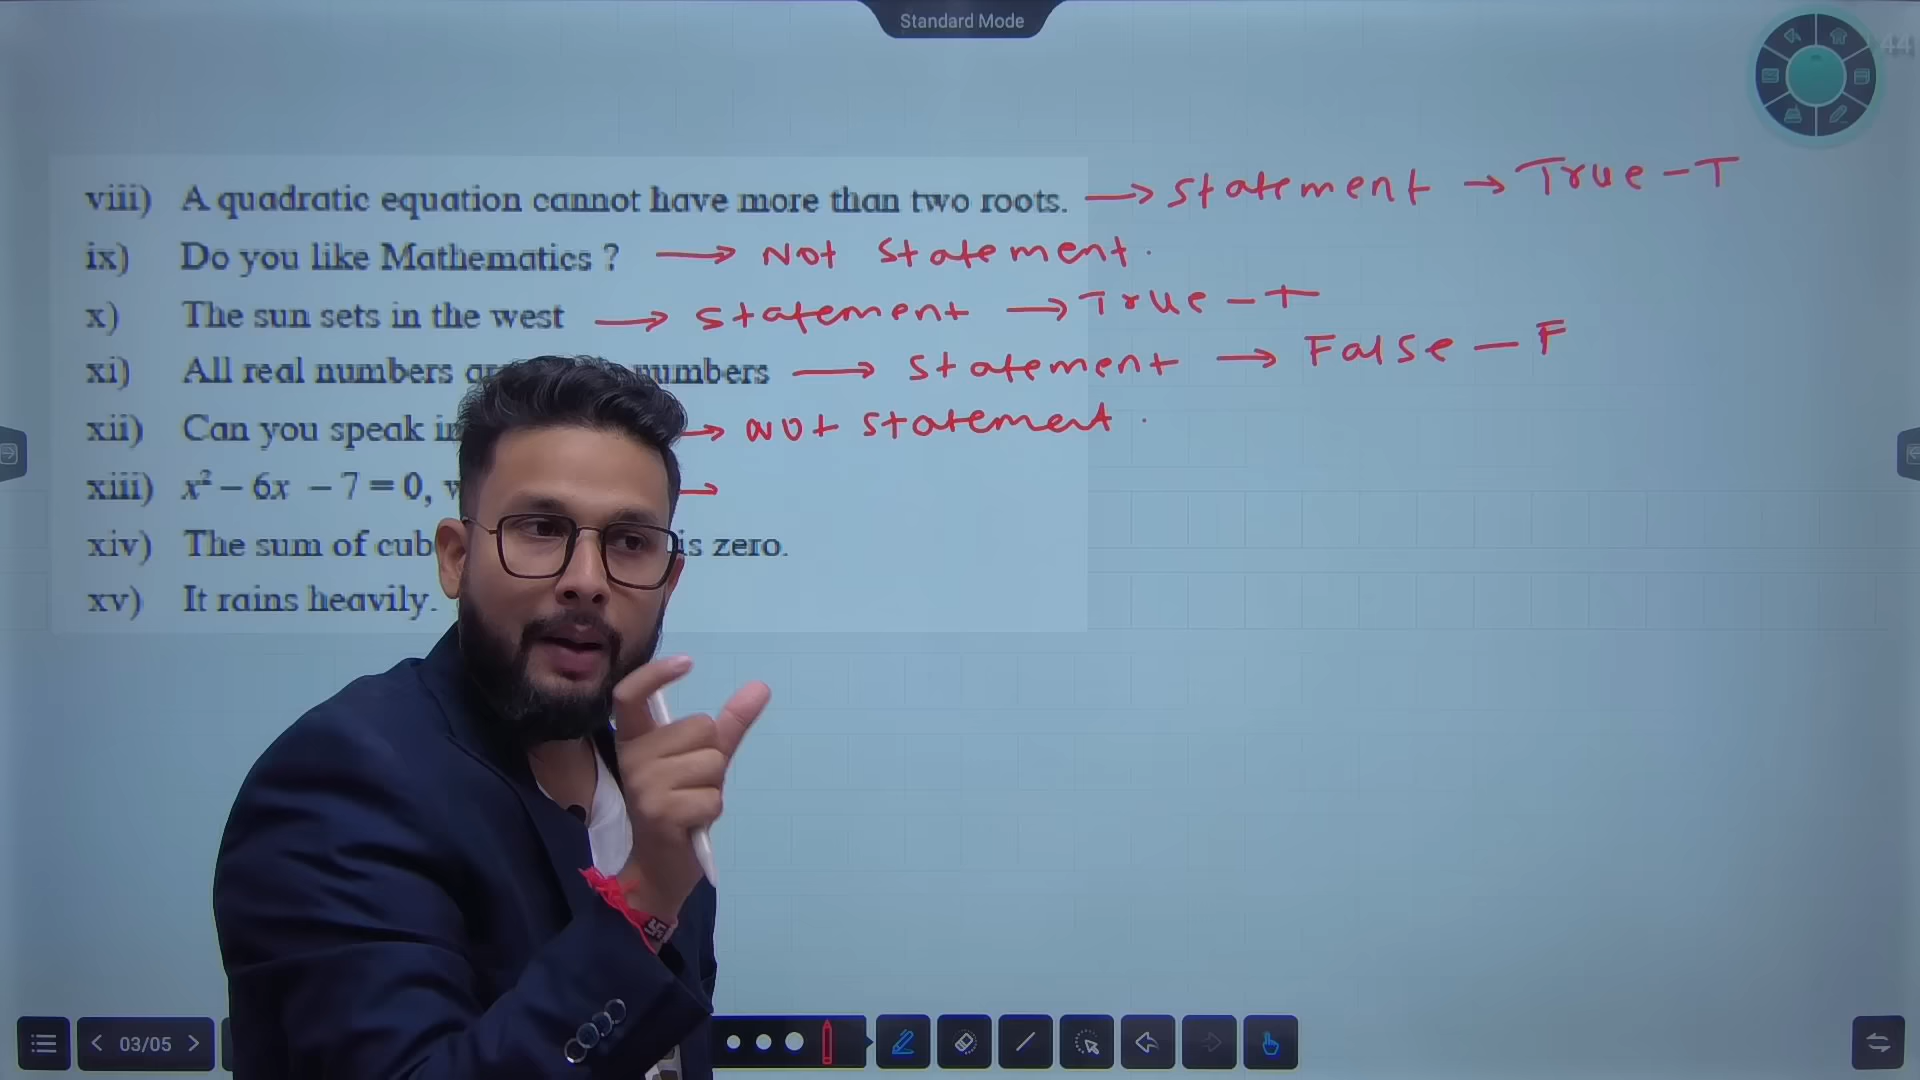 Standard Mode
44
viii) A quadratic equation cannot have more than two roots. → Statement → True - T
ix) Do you like Mathematics ? → Not Statement.
x) The sun sets in the west → Statement → True - T
xi) All real numbers numbers → Statement → False - F
xii) Can you speak in → not statement.
xiii) x² – 6x – 7 = 0, →
xiv) The sum of cub is zero.
xv) It rains heavily.
03/05